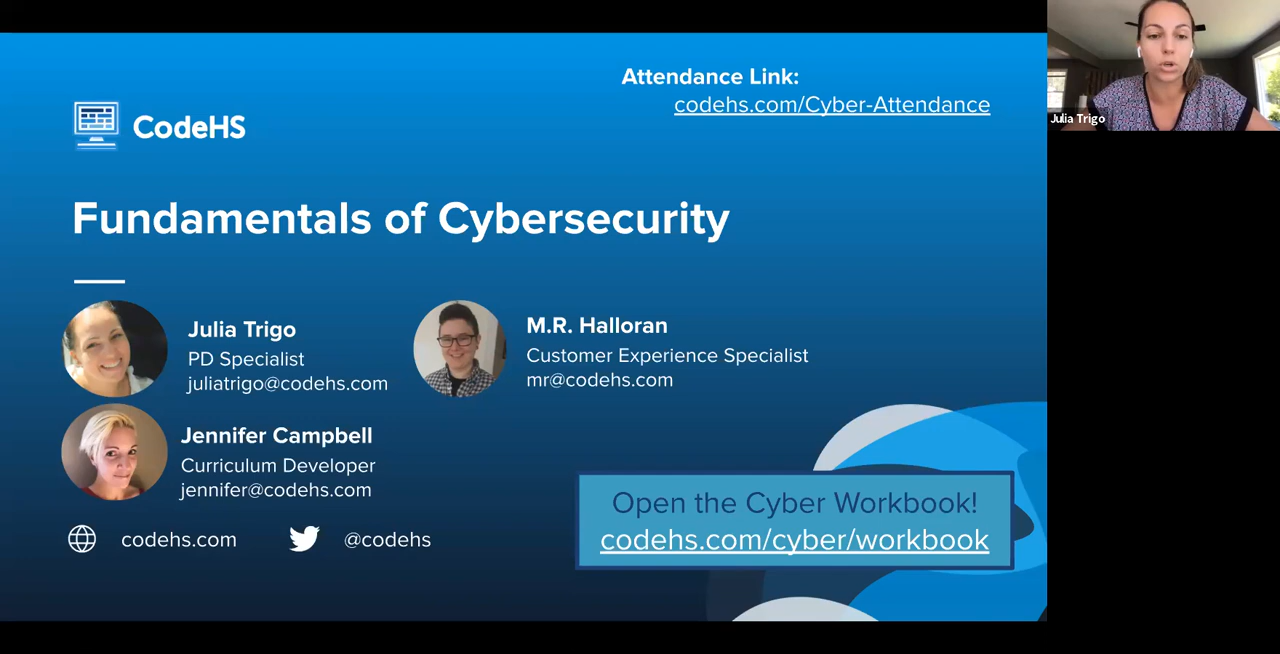 Attendance Link:
codehs.com/Cyber-Attendance
CodeHS
Fundamentals of Cybersecurity
Julia Trigo
PD Specialist
juliatrigo@codehs.com
M.R. Halloran
Customer Experience Specialist
mr@codehs.com
Jennifer Campbell
Curriculum Developer
jennifer@codehs.com
codehs.com
@codehs
Open the Cyber Workbook!
codehs.com/cyber/workbook
Julia Trigo